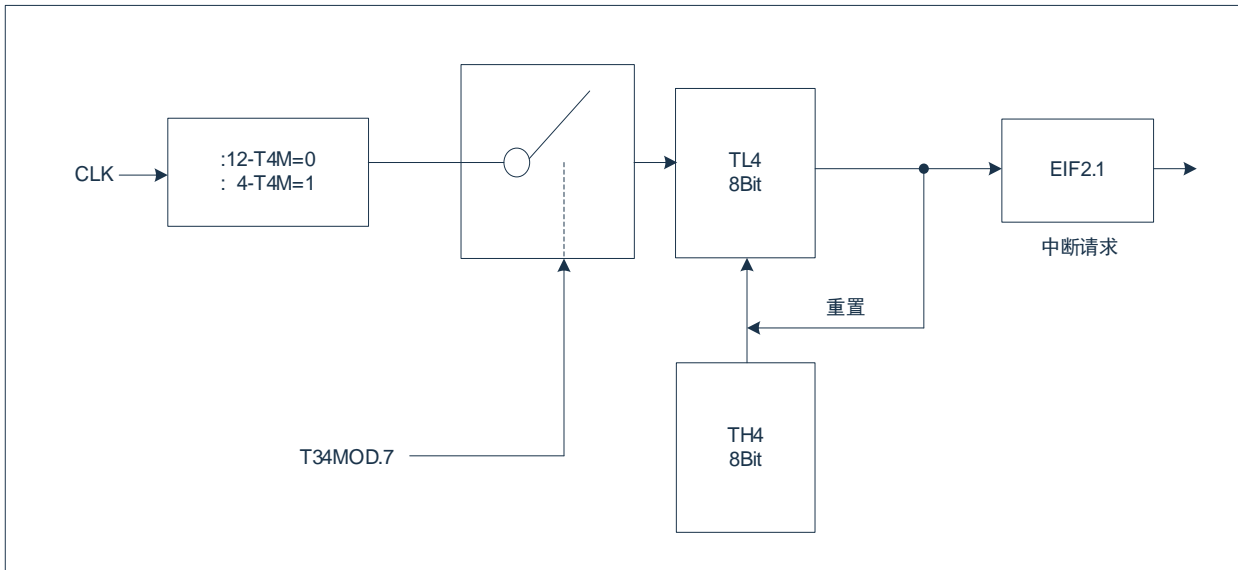 CLK
:12-T4M=0
: 4-T4M=1
TL4
8Bit
EIF2.1
中断请求
重置
TH4
8Bit
T34MOD.7